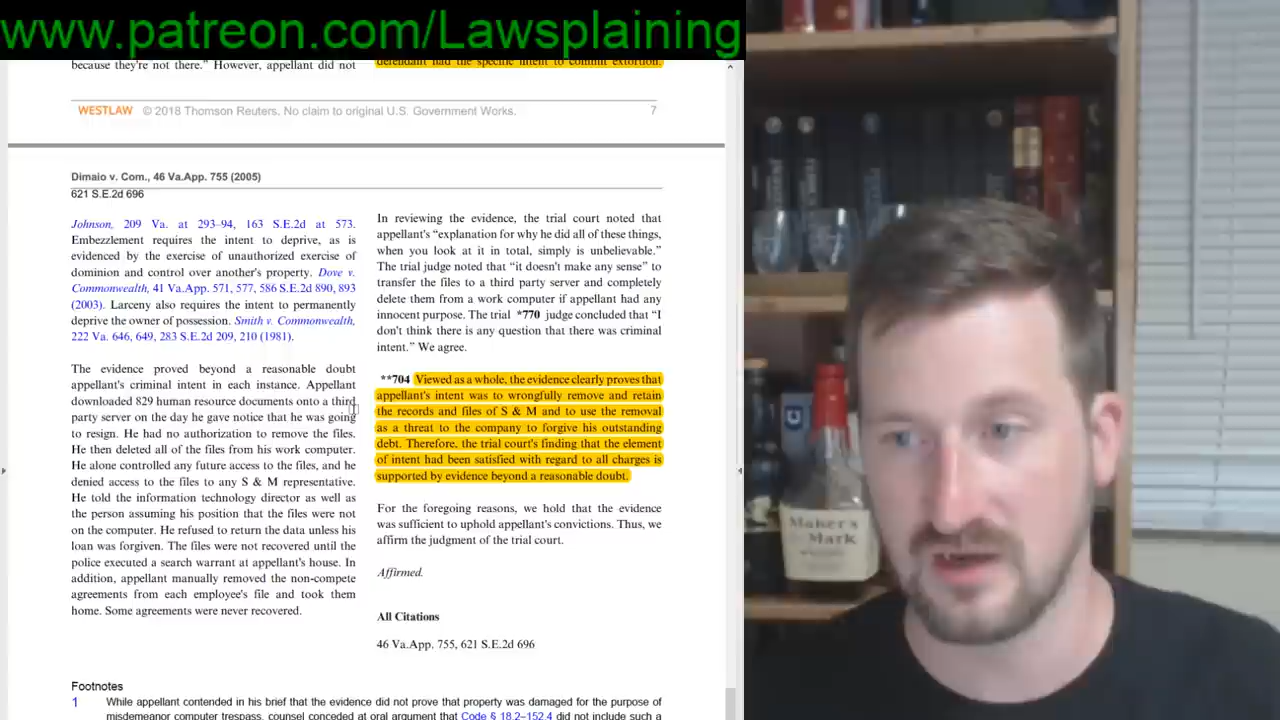 www.patreon.com/Lawsplaining
because they're not there.” However, appellant did not
defendant had the specific intent to commit extortion.
WESTLAW © 2018 Thomson Reuters. No claim to original U.S. Government Works. 7
Dimaio v. Com., 46 Va.App. 755 (2005)
621 S.E.2d 696
Johnson, 209 Va. at 293–94, 163 S.E.2d at 573.
Embezzlement requires the intent to deprive, as is
evidenced by the exercise of unauthorized exercise of
dominion and control over another's property. Dove v.
Commonwealth, 41 Va.App. 571, 577, 586 S.E.2d 890, 893
(2003). Larceny also requires the intent to permanently
deprive the owner of possession. Smith v. Commonwealth,
222 Va. 646, 649, 283 S.E.2d 209, 210 (1981).
The evidence proved beyond a reasonable doubt
appellant's criminal intent in each instance. Appellant
downloaded 829 human resource documents onto a third
party server on the day he gave notice that he was going
to resign. He had no authorization to remove the files.
He then deleted all of the files from his work computer.
He alone controlled any future access to the files, and he
denied access to the files to any S & M representative.
He told the information technology director as well as
the person assuming his position that the files were not
on the computer. He refused to return the data unless his
loan was forgiven. The files were not recovered until the
police executed a search warrant at appellant's house. In
addition, appellant manually removed the non-compete
agreements from each employee's file and took them
home. Some agreements were never recovered.
In reviewing the evidence, the trial court noted that
appellant's “explanation for why he did all of these things,
when you look at it in total, simply is unbelievable.”
The trial judge noted that “it doesn't make any sense” to
transfer the files to a third party server and completely
delete them from a work computer if appellant had any
innocent purpose. The trial *770 judge concluded that “I
don't think there is any question that there was criminal
intent.” We agree.
**704 Viewed as a whole, the evidence clearly proves that
appellant's intent was to wrongfully remove and retain
the records and files of S & M and to use the removal
as a threat to the company to forgive his outstanding
debt. Therefore, the trial court's finding that the element
of intent had been satisfied with regard to all charges is
supported by evidence beyond a reasonable doubt.
For the foregoing reasons, we hold that the evidence
was sufficient to uphold appellant's convictions. Thus, we
affirm the judgment of the trial court.
Affirmed.
All Citations
46 Va.App. 755, 621 S.E.2d 696
Footnotes
1 While appellant contended in his brief that the evidence did not prove that property was damaged for the purpose of
misdemeanor computer trespass, counsel conceded at oral argument that Code § 18.2–152.4 did not include such a
Maker's
Mark